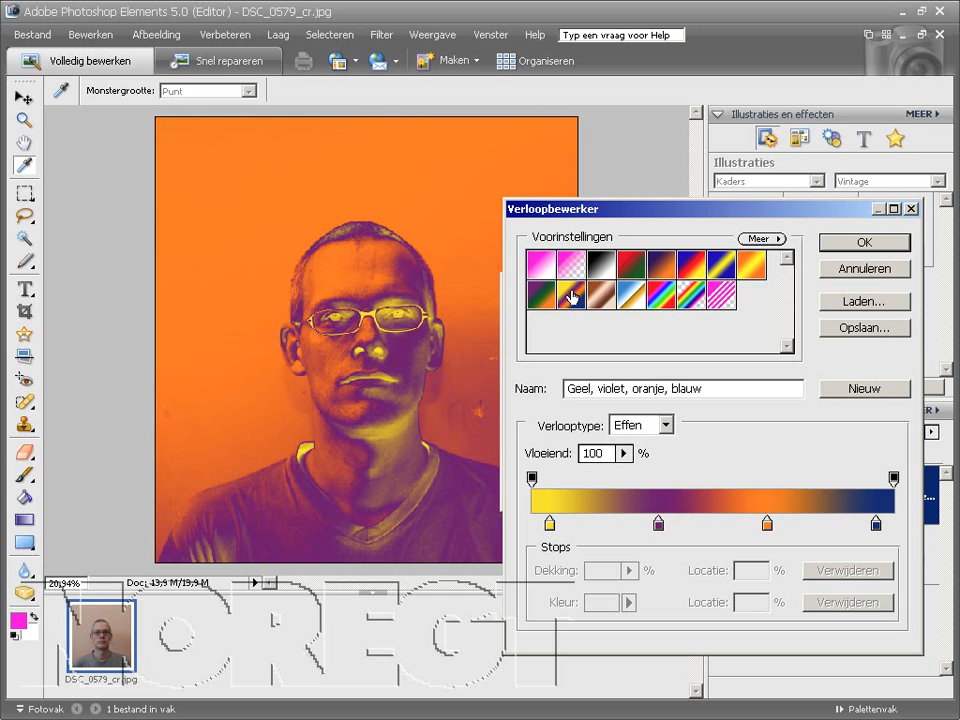 Adobe Photoshop Elements 5.0 (Editor) - DSC_0579_cr.jpg
Bestand Bewerken Afbeelding Verbeteren Laag Selecteren Filter Weergave Venster Help Typ een vraag voor Help
Volledig bewerken Snel repareren Maken Organiseren
Monstergrootte: Punt
Illustraties en effecten MEER
Illustraties
Kaders Vintage
Verloopbewerker
Voorinstellingen Meer
OK
Annuleren
Laden...
Opslaan...
Naam: Geel, violet, oranje, blauw Nieuw
Verlooptype: Effen
Vloeiend: 100 %
Stops
Dekking: % Locatie: % Verwijderen
Kleur: Locatie: % Verwijderen
20,94% Doc: 13,9 M/13,9 M
DSC_0579_cr.jpg
Fotovak 1 bestand in vak Palettenvak